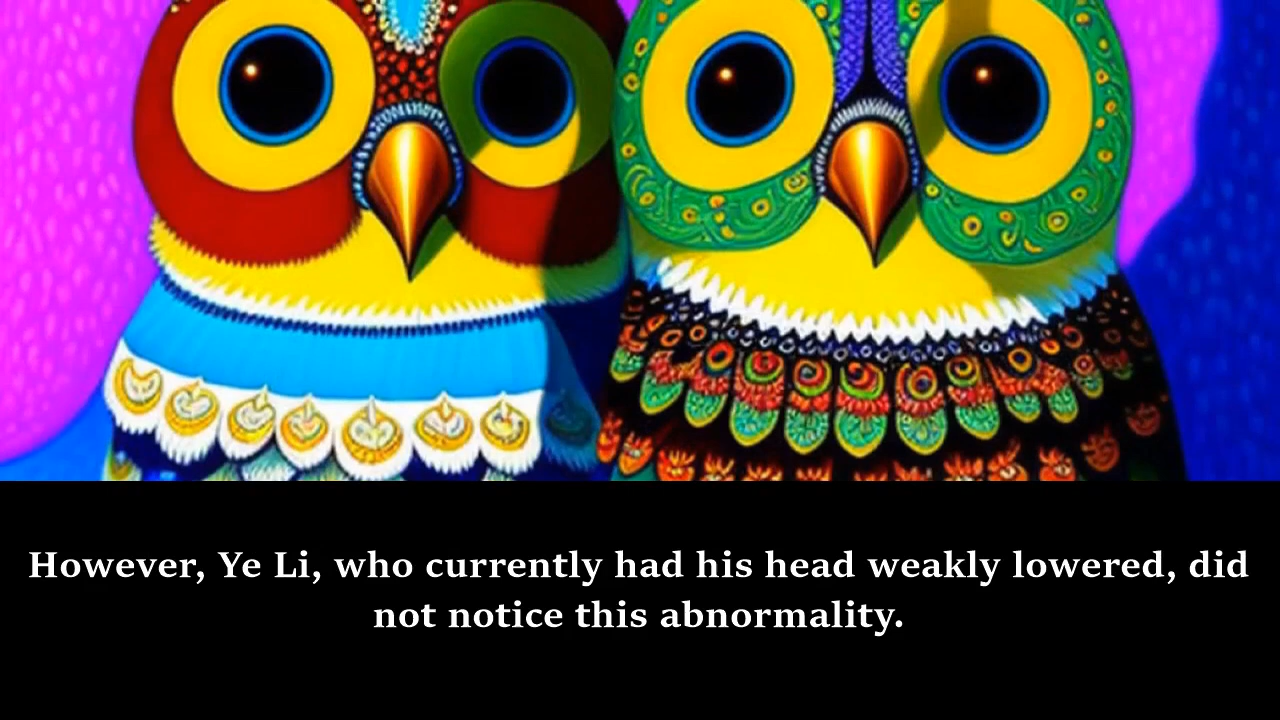 However, Ye Li, who currently had his head weakly lowered, did
not notice this abnormality.